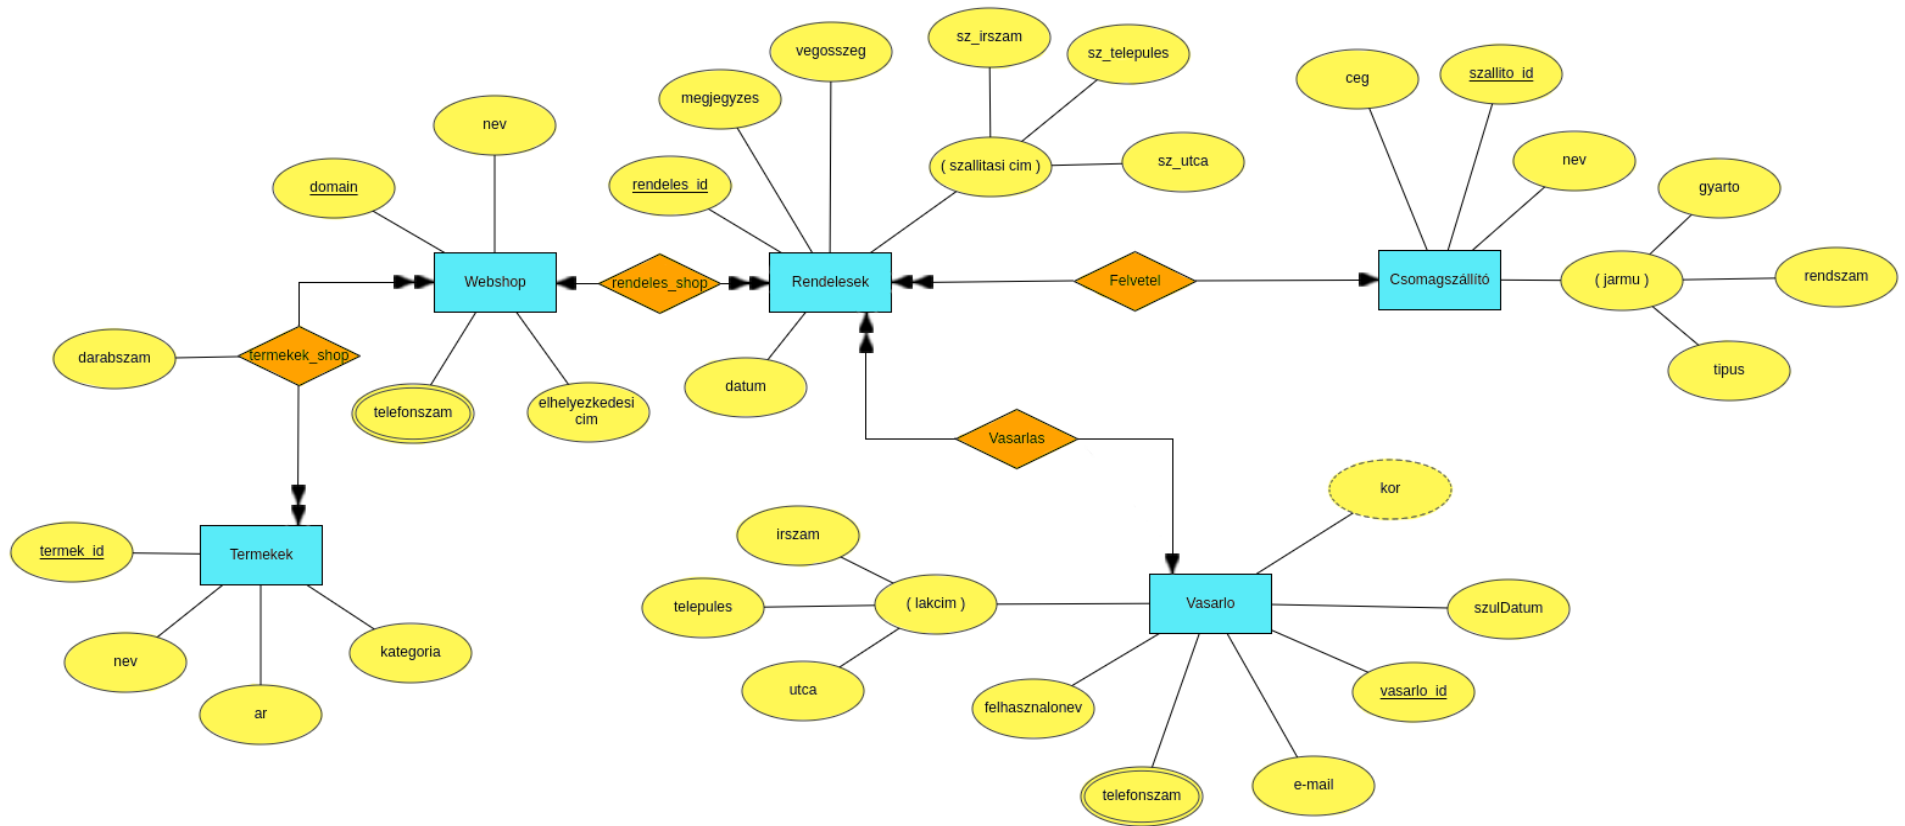 vegosszeg
sz_irszam
sz_telepules
megjegyzes
ceg
szallito_id
nev
domain
rendeles_id
( szallitasi cim )
sz_utca
nev
gyarto
Webshop
rendeles_shop
Rendelesek
Felvetel
Csomagszállító
( jarmu )
rendszam
darabszam
termekek_shop
tipus
telefonszam
elhelyezkedesi
cim
datum
Vasarlas
kor
termek_id
Termekek
irszam
telepules
( lakcim )
Vasarlo
szulDatum
nev
kategoria
utca
felhasznalonev
vasarlo_id
ar
telefonszam
e-mail